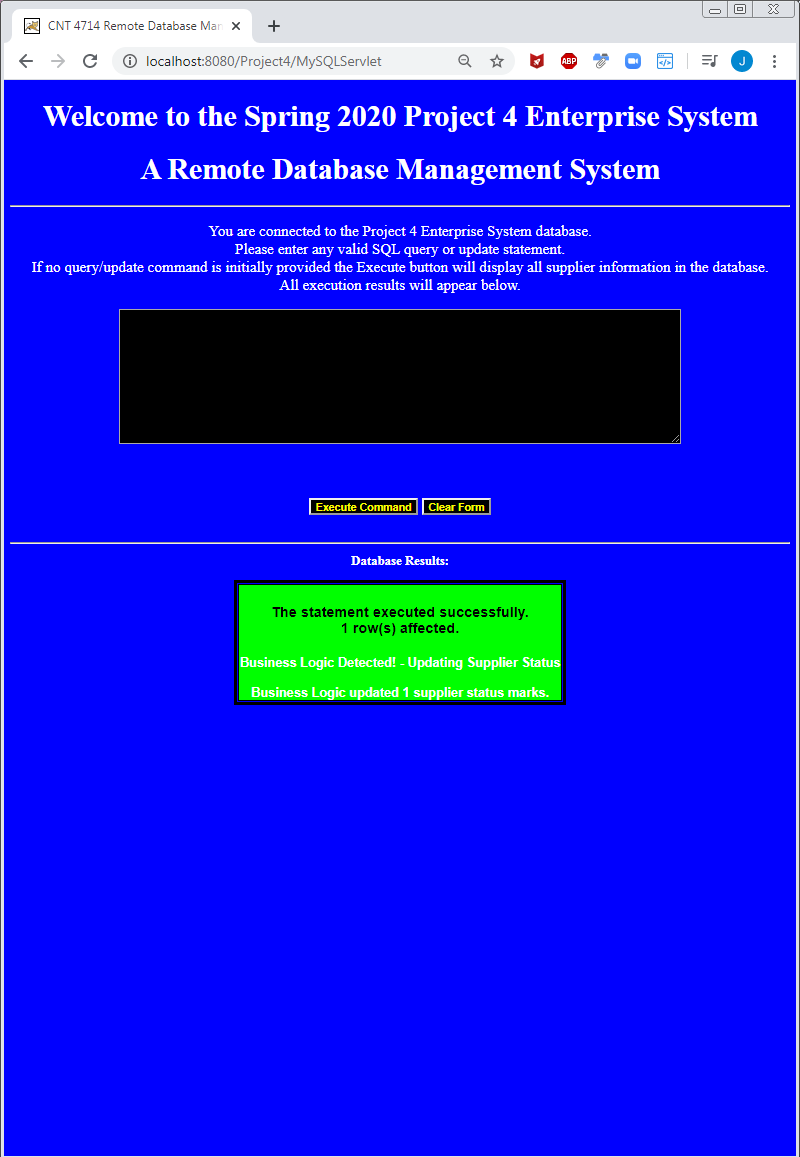 CNT 4714 Remote Database Man
localhost:8080/Project4/MySQLServlet
ABP
J
Welcome to the Spring 2020 Project 4 Enterprise System
A Remote Database Management System
You are connected to the Project 4 Enterprise System database.
Please enter any valid SQL query or update statement.
If no query/update command is initially provided the Execute button will display all supplier information in the database.
All execution results will appear below.
Execute Command Clear Form
Database Results:
The statement executed successfully.
1 row(s) affected.
Business Logic Detected! - Updating Supplier Status
Business Logic updated 1 supplier status marks.